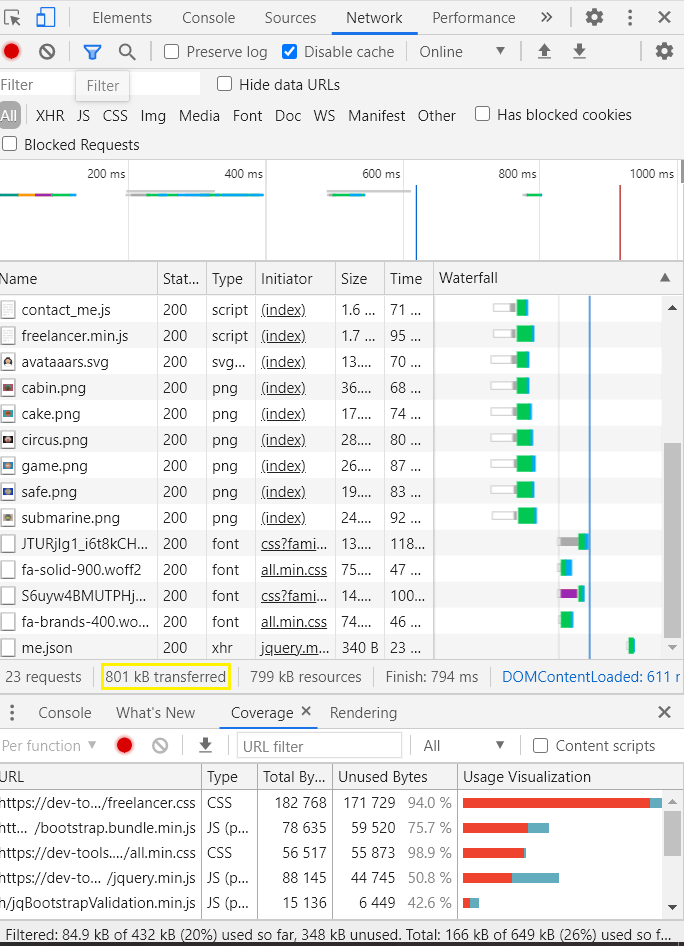 Elements Console Sources Network Performance »
Preserve log Disable cache Online ▼
Filter Filter Hide data URLs
All XHR JS CSS Img Media Font Doc WS Manifest Other Has blocked cookies
Blocked Requests
200 ms 400 ms 600 ms 800 ms 1000 ms
Name Stat... Type Initiator Size Time Waterfall ▲
contact_me.js 200 script (index) 1.6 ... 71 ...
freelancer.min.js 200 script (index) 1.7 ... 95 ...
avataaars.svg 200 svg... (index) 13.... 70 ...
cabin.png 200 png (index) 36.... 68 ...
cake.png 200 png (index) 17.... 74 ...
circus.png 200 png (index) 28.... 80 ...
game.png 200 png (index) 26.... 87 ...
safe.png 200 png (index) 19.... 83 ...
submarine.png 200 png (index) 24.... 92 ...
JTURjIg1_i6t8kCH... 200 font css?fami... 13.... 118...
fa-solid-900.woff2 200 font all.min.css 75.... 47 ...
S6uyw4BMUTPHj... 200 font css?fami... 14.... 100...
fa-brands-400.wo... 200 font all.min.css 74.... 46 ...
me.json 200 xhr jquery.m... 340 B 23 ...
23 requests 801 kB transferred 799 kB resources Finish: 794 ms DOMContentLoaded: 611 r
Console What's New Coverage × Rendering
Per function ▼ URL filter All ▼ Content scripts
URL Type Total By... Unused Bytes Usage Visualization
https://dev-to.../freelancer.css CSS 182 768 171 729 94.0 %
htt... /bootstrap.bundle.min.js JS (p... 78 635 59 520 75.7 %
https://dev-tools..../all.min.css CSS 56 517 55 873 98.9 %
https://dev-to... /jquery.min.js JS (p... 88 145 44 745 50.8 %
h/jqBootstrapValidation.min.js JS (p... 15 136 6 449 42.6 %
Filtered: 84.9 kB of 432 kB (20%) used so far, 348 kB unused. Total: 166 kB of 649 kB (26%) used so f...